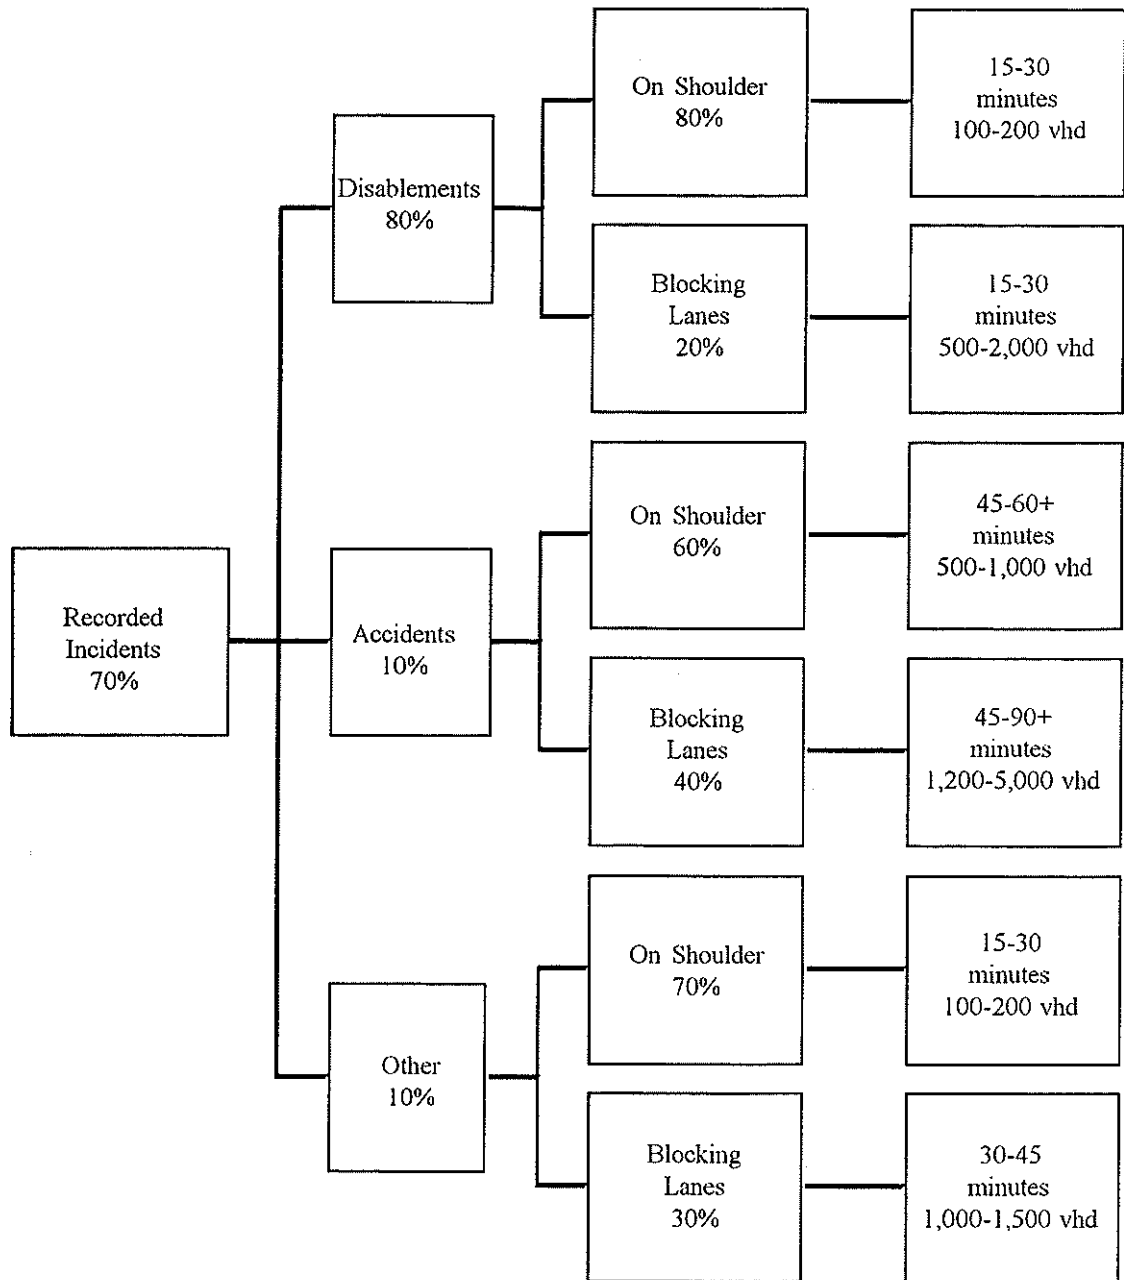 On Shoulder
80%
15-30
minutes
100-200 vhd
Disablements
80%
Blocking
Lanes
20%
15-30
minutes
500-2,000 vhd
On Shoulder
60%
45-60+
minutes
500-1,000 vhd
Recorded
Incidents
70%
Accidents
10%
Blocking
Lanes
40%
45-90+
minutes
1,200-5,000 vhd
On Shoulder
70%
15-30
minutes
100-200 vhd
Other
10%
Blocking
Lanes
30%
30-45
minutes
1,000-1,500 vhd